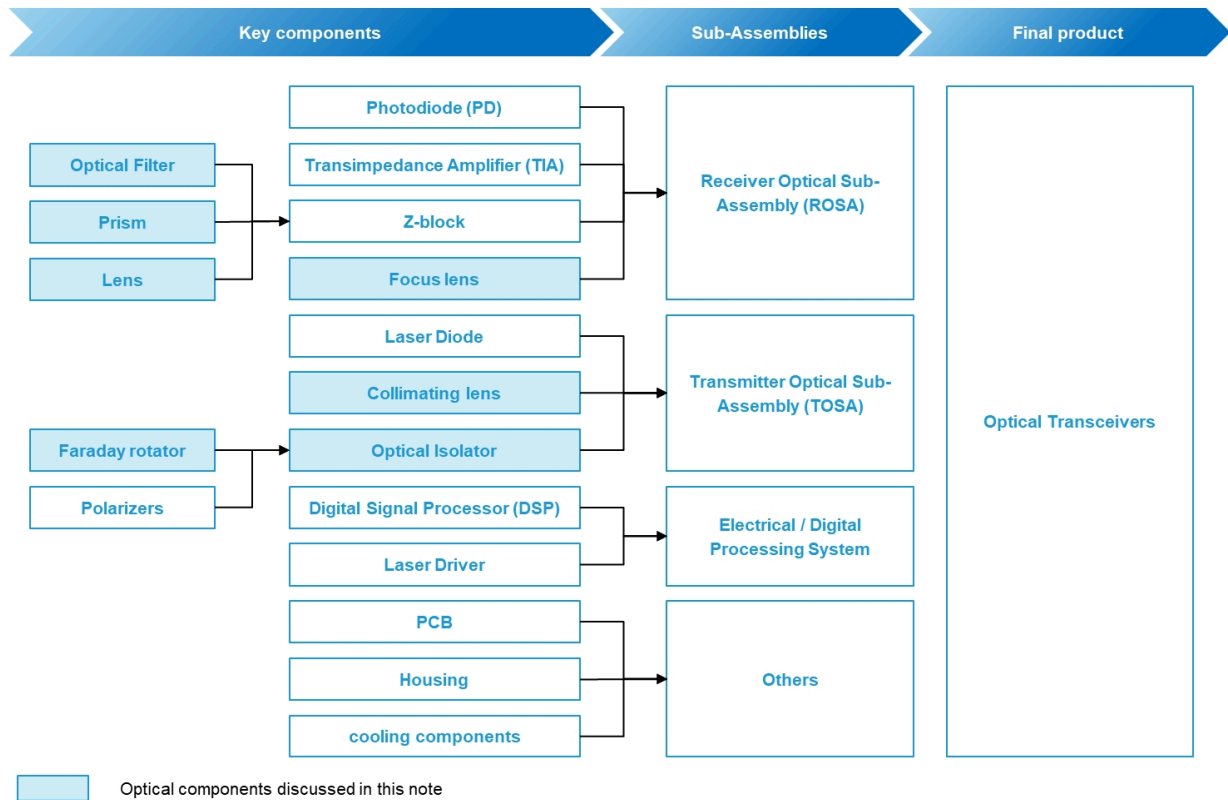 Key components
Sub-Assemblies
Final product
Optical Filter
Prism
Lens
Faraday rotator
Polarizers
Photodiode (PD)
Transimpedance Amplifier (TIA)
Z-block
Focus lens
Laser Diode
Collimating lens
Optical Isolator
Digital Signal Processor (DSP)
Laser Driver
PCB
Housing
cooling components
Receiver Optical Sub-
Assembly (ROSA)
Transmitter Optical Sub-
Assembly (TOSA)
Electrical / Digital
Processing System
Others
Optical Transceivers
Optical components discussed in this note